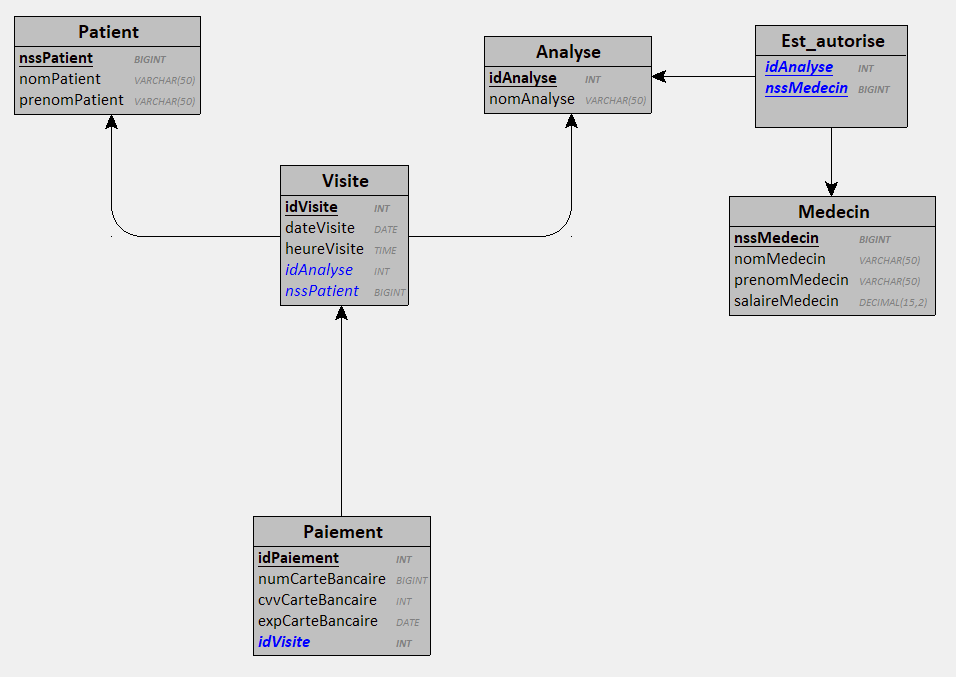 Patient
nssPatient BIGINT
nomPatient VARCHAR(50)
prenomPatient VARCHAR(50)
Analyse
idAnalyse INT
nomAnalyse VARCHAR(50)
Est_autorise
idAnalyse INT
nssMedecin BIGINT
Visite
idVisite INT
dateVisite DATE
heureVisite TIME
idAnalyse INT
nssPatient BIGINT
Medecin
nssMedecin BIGINT
nomMedecin VARCHAR(50)
prenomMedecin VARCHAR(50)
salaireMedecin DECIMAL(15,2)
Paiement
idPaiement INT
numCarteBancaire BIGINT
cvvCarteBancaire INT
expCarteBancaire DATE
idVisite INT